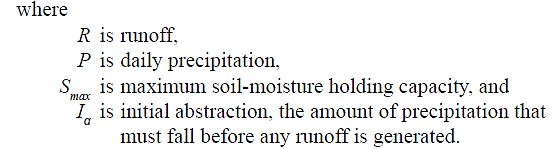 where
R is runoff,
P is daily precipitation,
Smax is maximum soil-moisture holding capacity, and
Ia is initial abstraction, the amount of precipitation that
must fall before any runoff is generated.